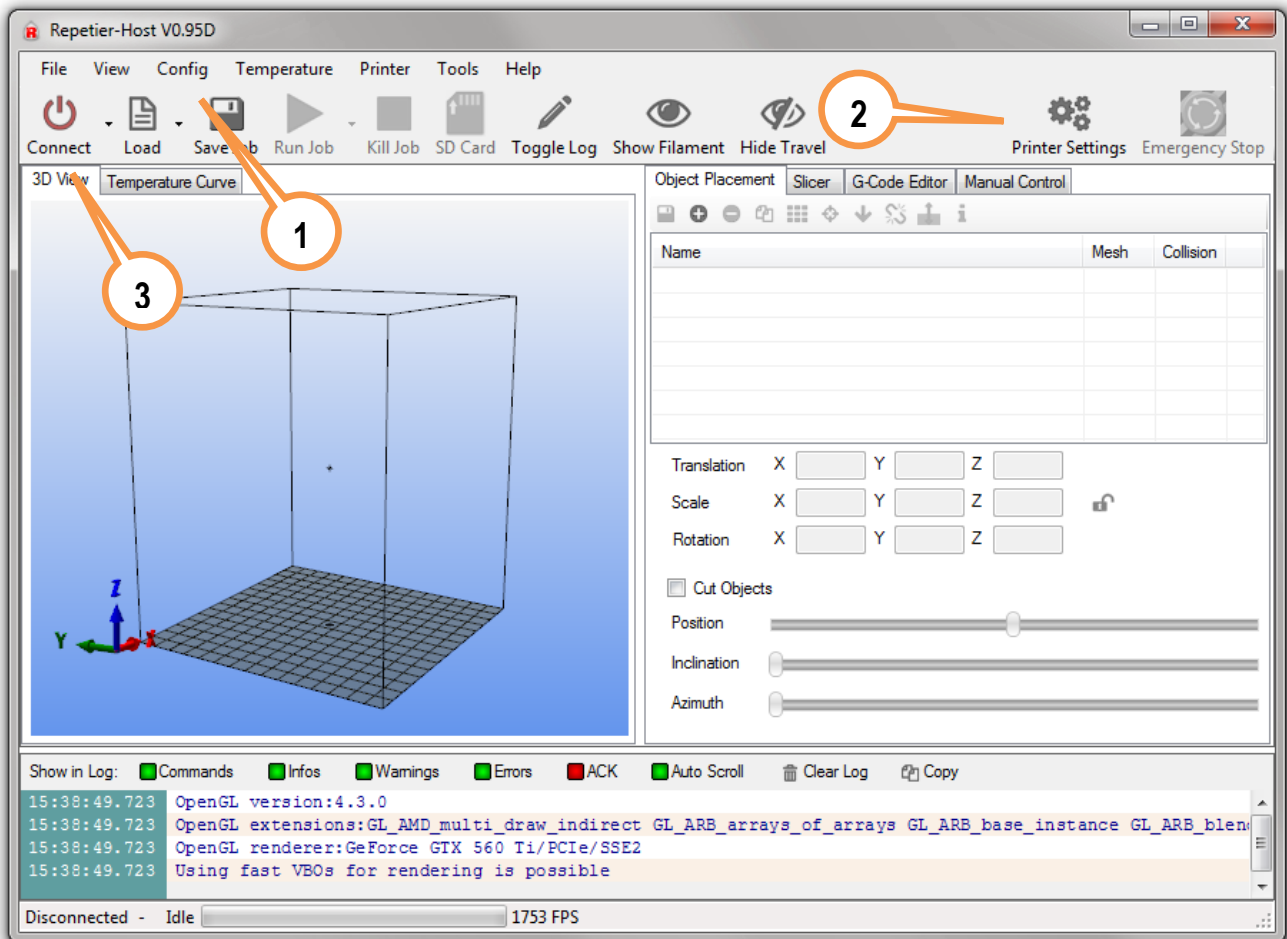 Repetier-Host V0.95D
File View Config Temperature Printer Tools Help
2
Connect Load Save Job Run Job Kill Job SD Card Toggle Log Show Filament Hide Travel Printer Settings Emergency Stop
3D View Temperature Curve
Object Placement Slicer G-Code Editor Manual Control
1
3
Name Mesh Collision
Translation X Y Z
Scale X Y Z
Rotation X Y Z
Cut Objects
Position
Inclination
Azimuth
Z
Y X
Show in Log: Commands Infos Warnings Errors ACK Auto Scroll Clear Log Copy
15:38:49.723 OpenGL version:4.3.0
15:38:49.723 OpenGL extensions:GL_AMD_multi_draw_indirect GL_ARB_arrays_of_arrays GL_ARB_base_instance GL_ARB_blen
15:38:49.723 OpenGL renderer:GeForce GTX 560 Ti/PCIe/SSE2
15:38:49.723 Using fast VBOs for rendering is possible
Disconnected - Idle 1753 FPS